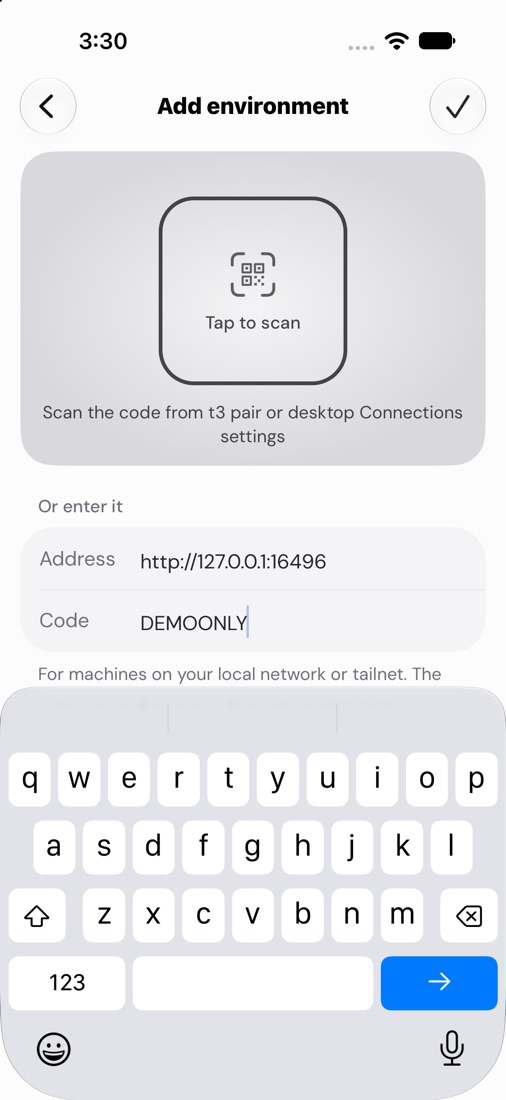 3:30
Add environment
Tap to scan
Scan the code from t3 pair or desktop Connections
settings
Or enter it
Address http://127.0.0.1:16496
Code DEMOONLY
For machines on your local network or tailnet. The
q w e r t y u i o p
a s d f g h j k l
z x c v b n m
123